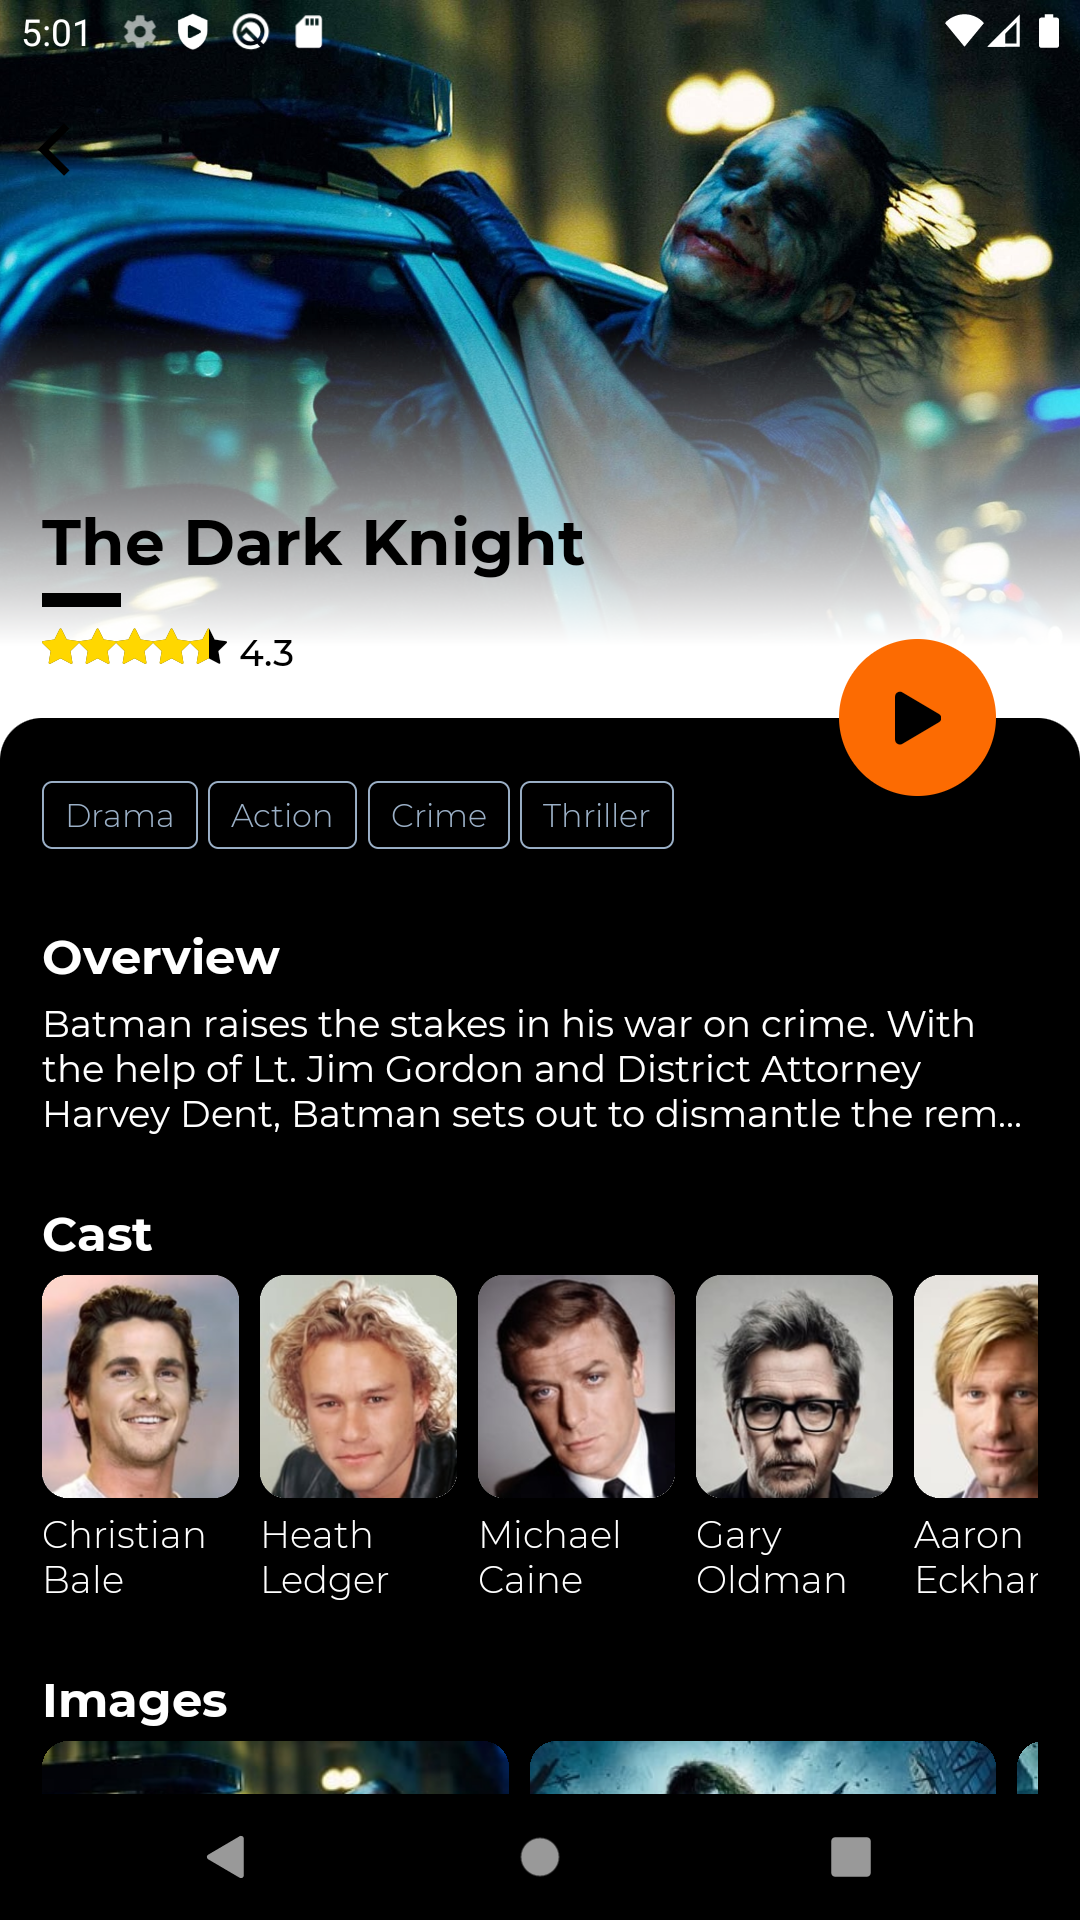 5:01
The Dark Knight
4.3
Drama Action Crime Thriller
Overview
Batman raises the stakes in his war on crime. With
the help of Lt. Jim Gordon and District Attorney
Harvey Dent, Batman sets out to dismantle the rem...
Cast
Christian Bale
Heath Ledger
Michael Caine
Gary Oldman
Aaron Eckhar
Images